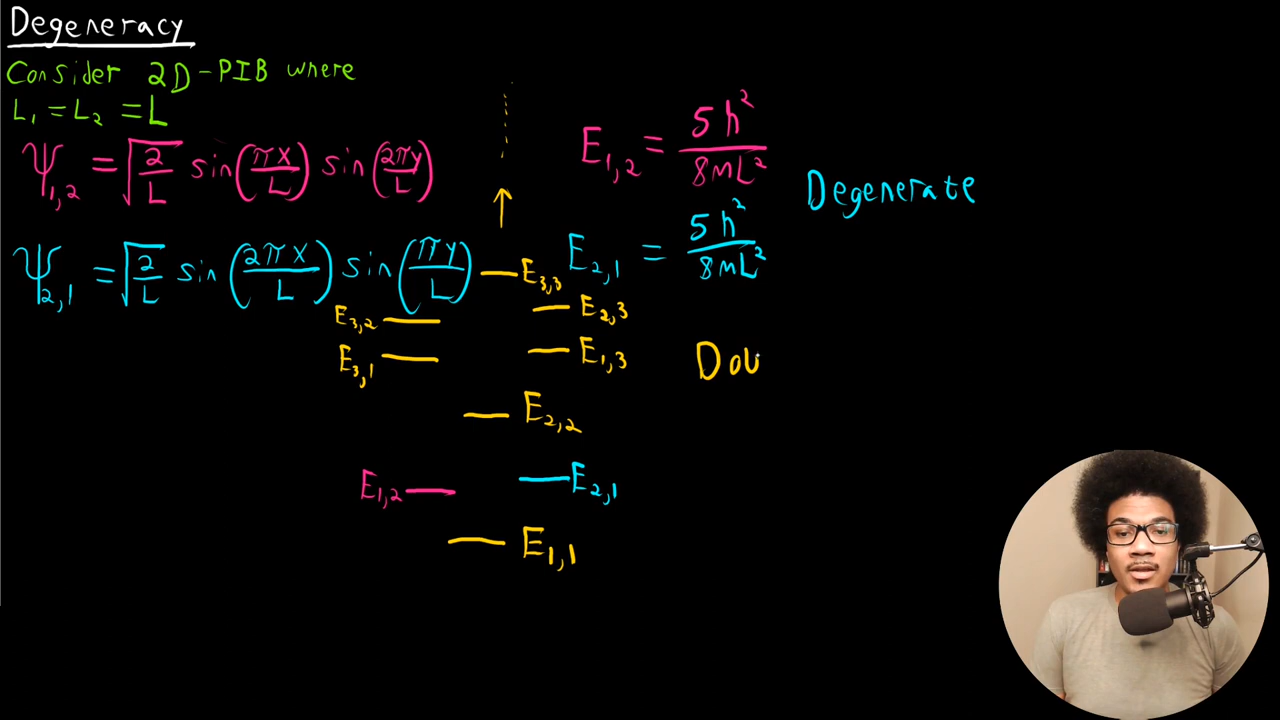 Degeneracy
Consider 2D-PIB where
L₁ = L₂ = L
Ψ₁,₂ = √(2/L) sin(πx/L) sin(2πy/L)
E₁,₂ = 5h²/8mL²
Degenerate
Ψ₂,₁ = √(2/L) sin(2πx/L) sin(πy/L)
E₂,₁ = 5h²/8mL²
E₃,₃
E₃,₂ E₂,₃
E₃,₁ E₁,₃
Dou
E₂,₂
E₁,₂ E₂,₁
E₁,₁